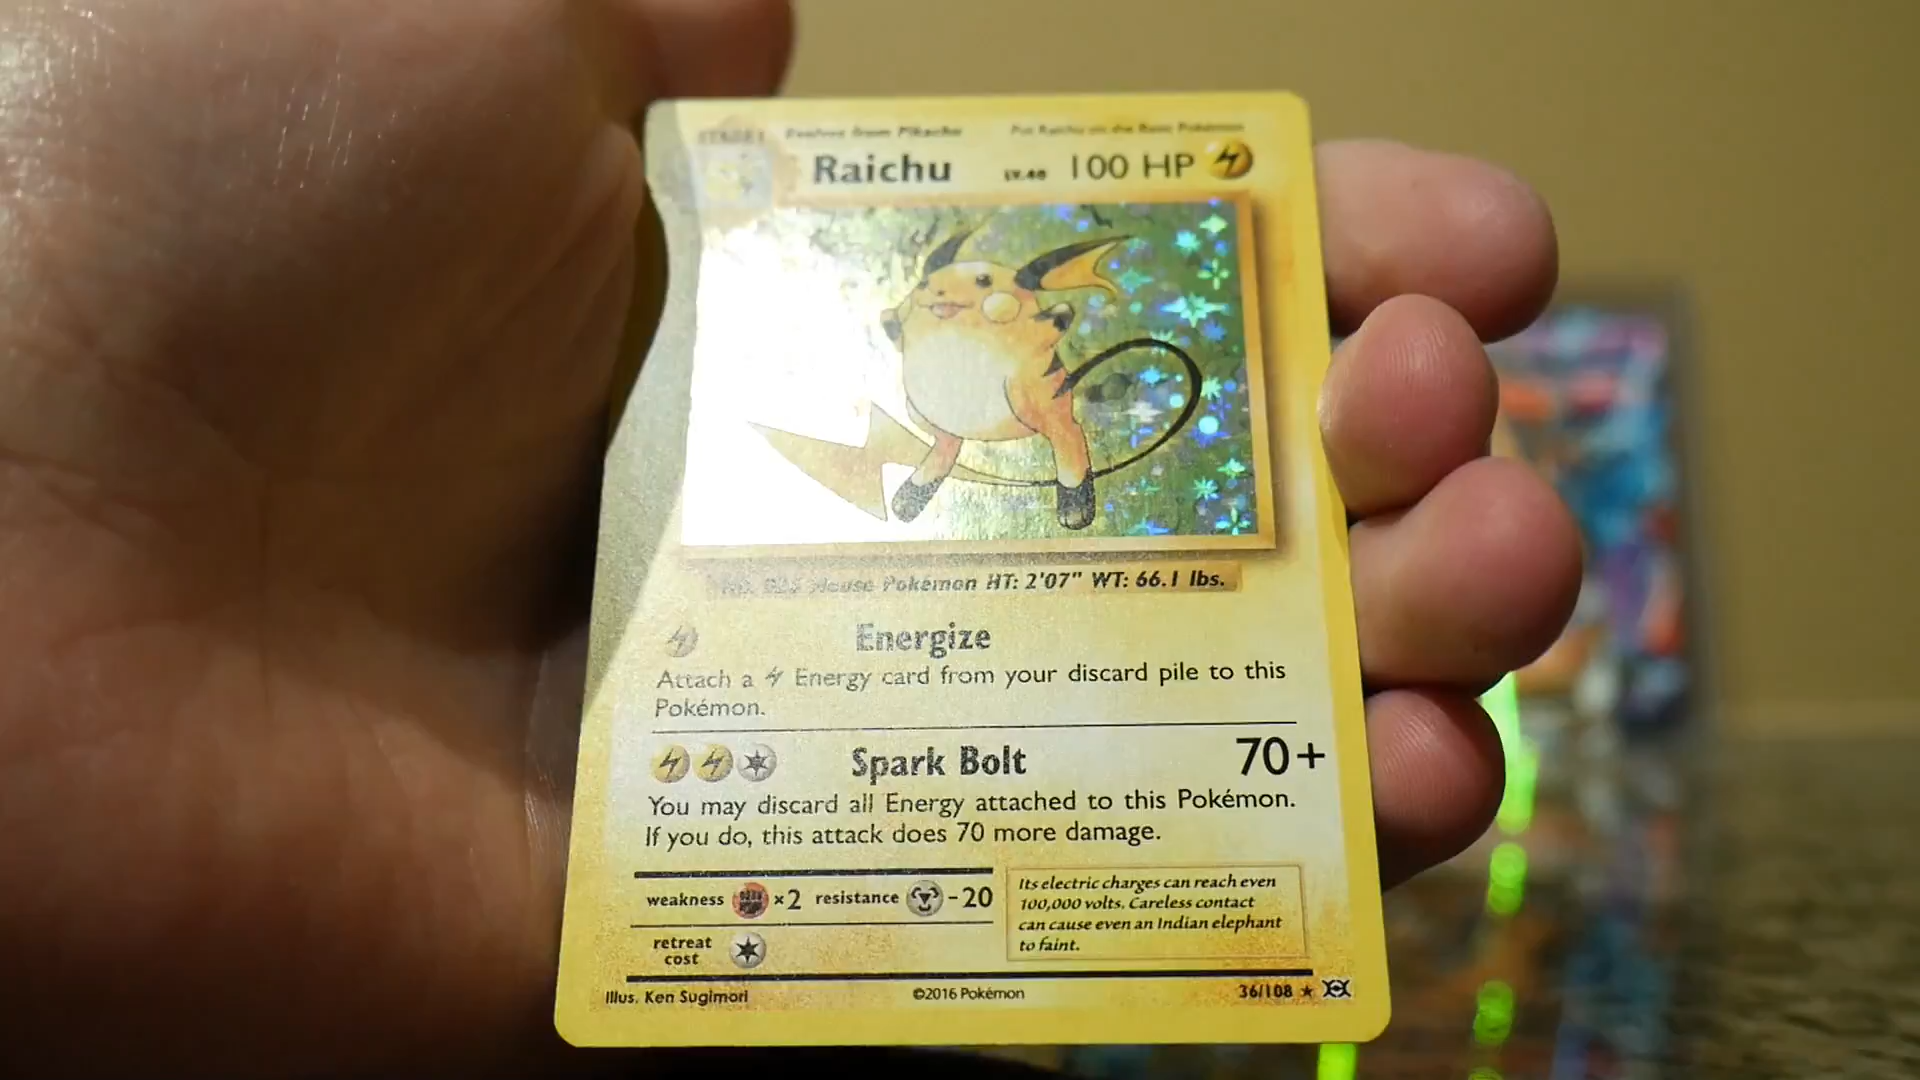 STAGE 1 Evolves from Pikachu Put Raichu on the Basic Pokémon
Raichu LV.40 100 HP
NO. 026 Mouse Pokémon HT: 2'07" WT: 66.1 lbs.
Energize
Attach a Energy card from your discard pile to this
Pokémon.
Spark Bolt 70+
You may discard all Energy attached to this Pokémon.
If you do, this attack does 70 more damage.
weakness ×2 resistance -20
retreat
cost
Its electric charges can reach even
100,000 volts. Careless contact
can cause even an Indian elephant
to faint.
Illus. Ken Sugimori ©2016 Pokémon 36/108